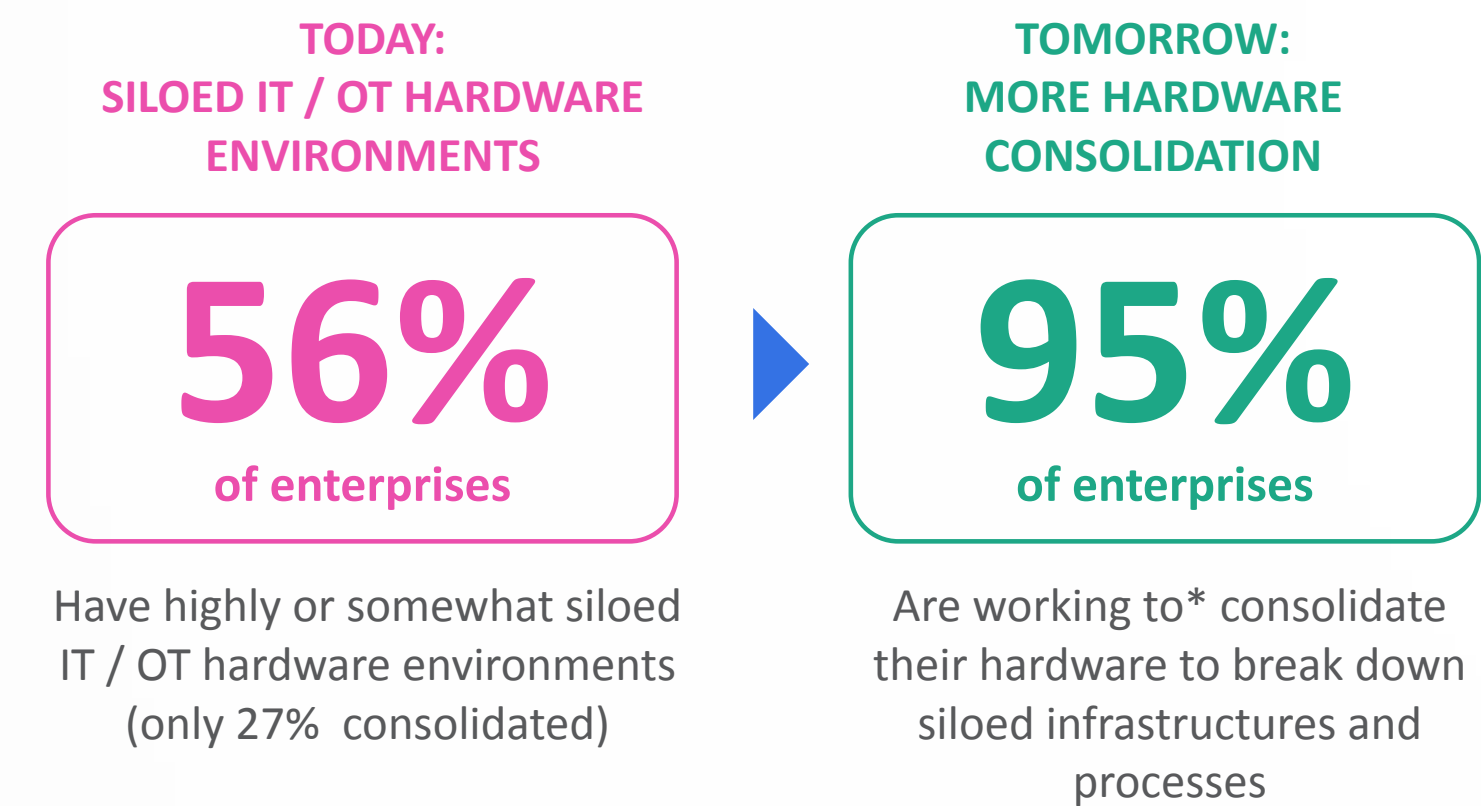 TODAY:
SILOED IT / OT HARDWARE
ENVIRONMENTS
56%
of enterprises
Have highly or somewhat siloed
IT / OT hardware environments
(only 27% consolidated)
TOMORROW:
MORE HARDWARE
CONSOLIDATION
95%
of enterprises
Are working to* consolidate
their hardware to break down
siloed infrastructures and
processes